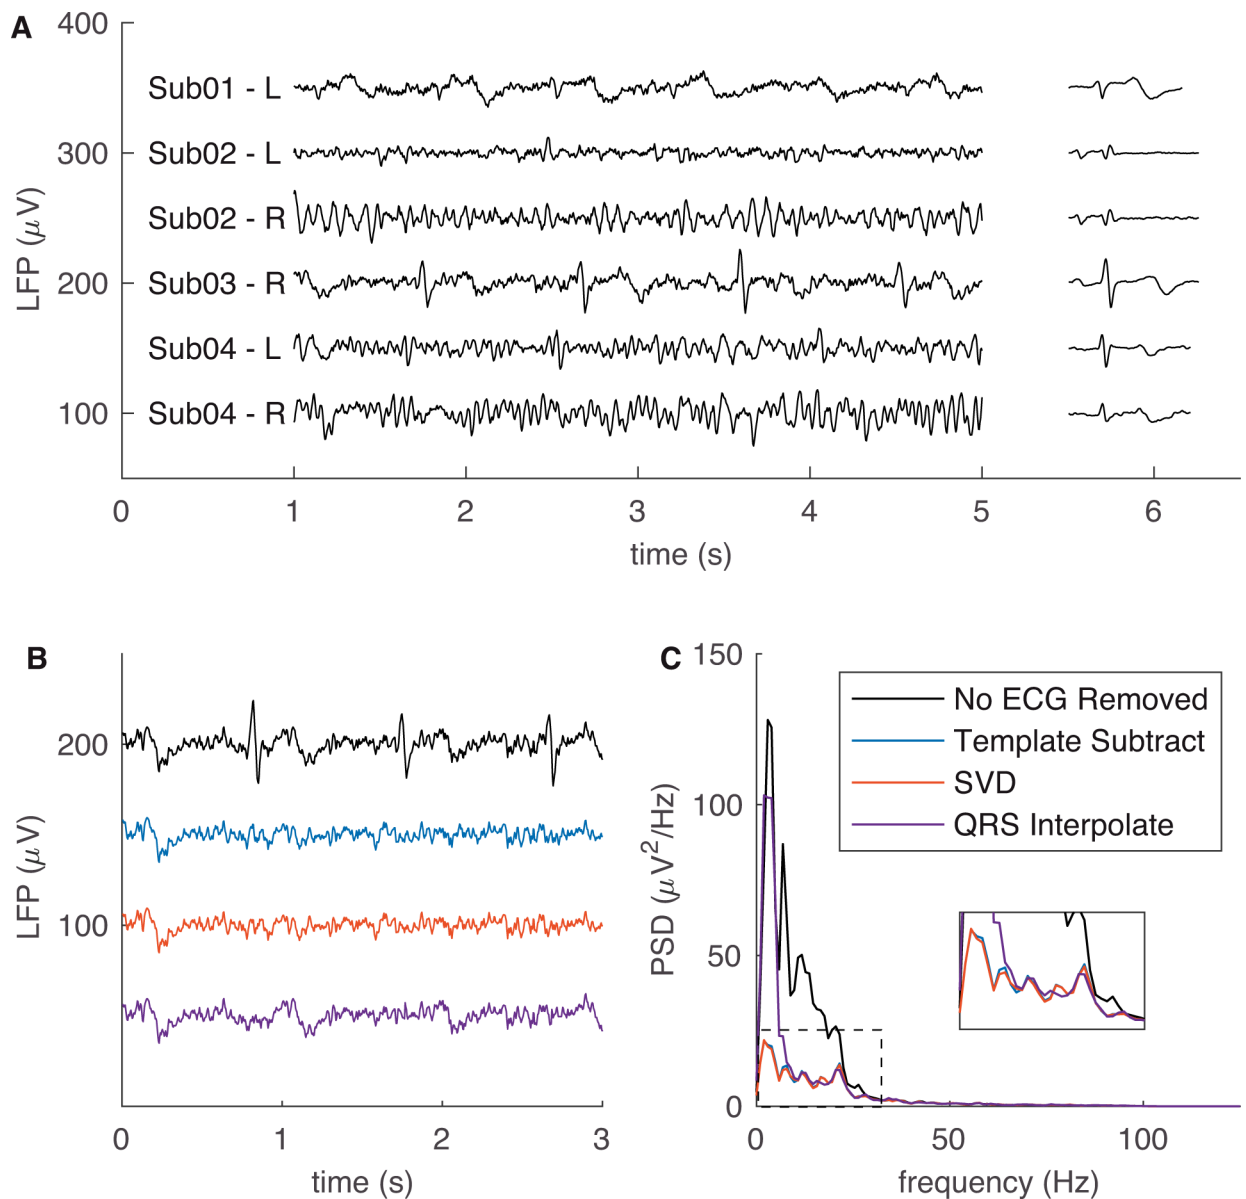 A
400
300
200
100
LFP (μV)
Sub01 - L
Sub02 - L
Sub02 - R
Sub03 - R
Sub04 - L
Sub04 - R
0 1 2 3 4 5 6
time (s)
B
200
100
LFP (μV)
0 1 2 3
time (s)
C
150
100
50
0
PSD (μV²/Hz)
No ECG Removed
Template Subtract
SVD
QRS Interpolate
0 50 100
frequency (Hz)